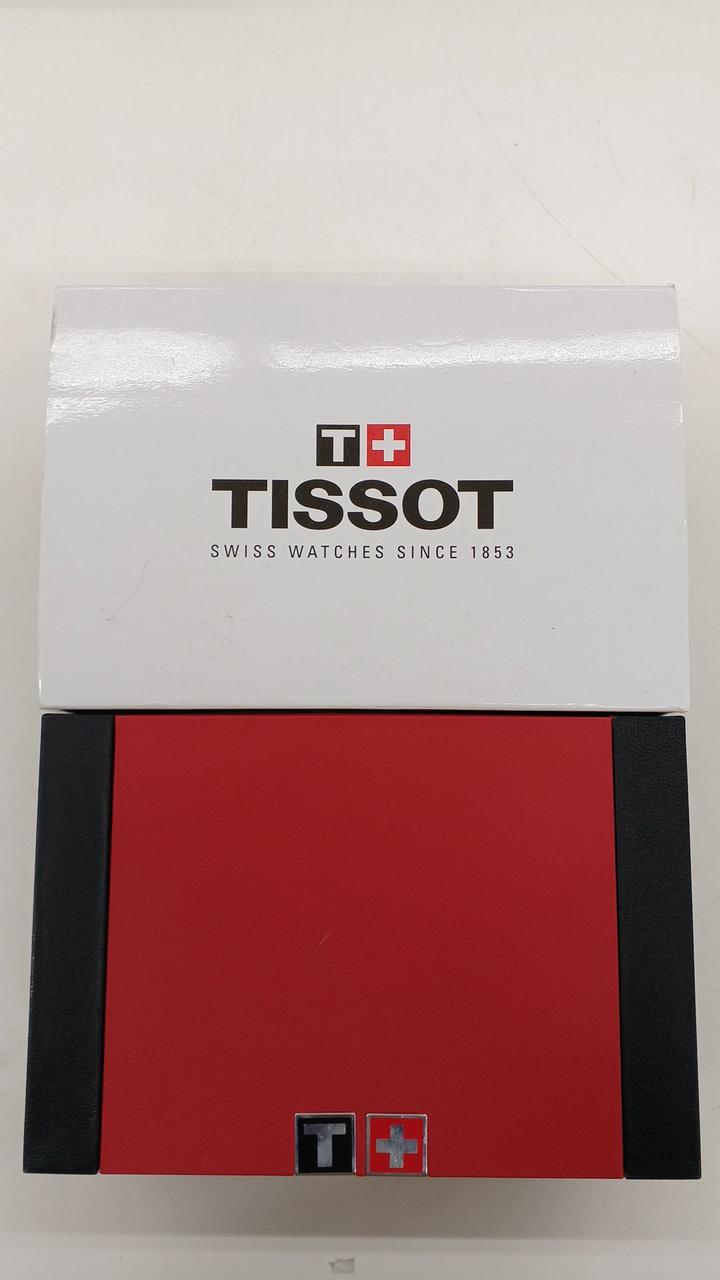 T+
TISSOT
SWISS WATCHES SINCE 1853
T+